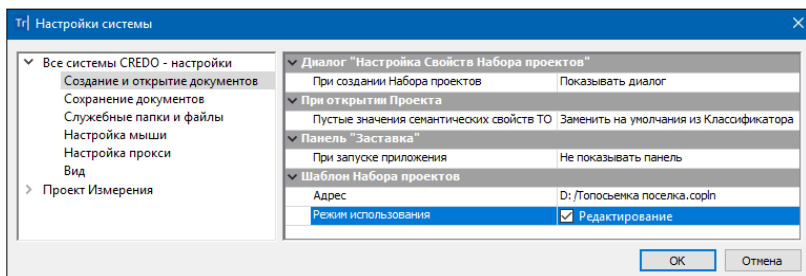 Tr Настройки системы
Все системы CREDO - настройки
Создание и открытие документов
Сохранение документов
Служебные папки и файлы
Настройка мыши
Настройка прокси
Вид
Проект Измерения
Диалог "Настройка Свойств Набора проектов"
При создании Набора проектов Показывать диалог
При открытии Проекта
Пустые значения семантических свойств ТО Заменить на умолчания из Классификатора
Панель "Заставка"
При запуске приложения Не показывать панель
Шаблон Набора проектов
Адрес D:/Топосьемка поселка.copln
Режим использования Редактирование
OK Отмена